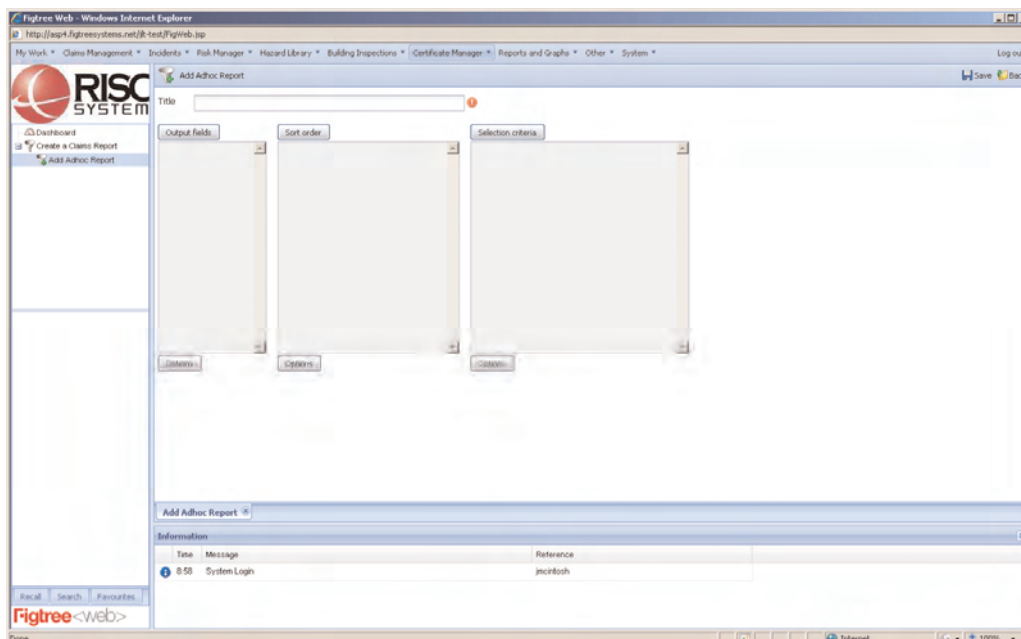 Figtree Web - Windows Internet Explorer
http://asp4.figtreesystems.net/jlt-test/FigWeb.jsp
My Work Claims Management Incidents Risk Manager Hazard Library Building Inspections Certificate Manager Reports and Graphs Other System Log ou
RISC
SYSTEM
Add Adhoc Report
Save Bac
Title
Dashboard
Create a Claims Report
Add Adhoc Report
Output fields Sort order Selection criteria
Options Options Options
Add Adhoc Report
Information
Time Message Reference
8:58 System Login jmcintosh
Recall Search Favourites
Figtree<web>
Done Internet 100%